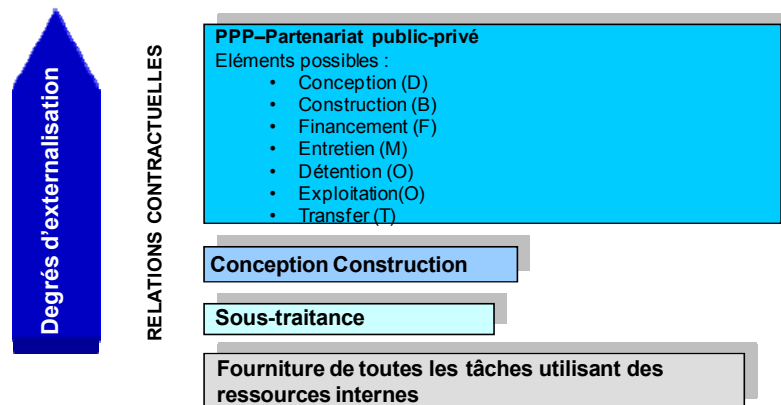 Degrés d'externalisation
RELATIONS CONTRACTUELLES
PPP–Partenariat public-privé
Eléments possibles :
• Conception (D)
• Construction (B)
• Financement (F)
• Entretien (M)
• Détention (O)
• Exploitation(O)
• Transfer (T)
Conception Construction
Sous-traitance
Fourniture de toutes les tâches utilisant des
ressources internes